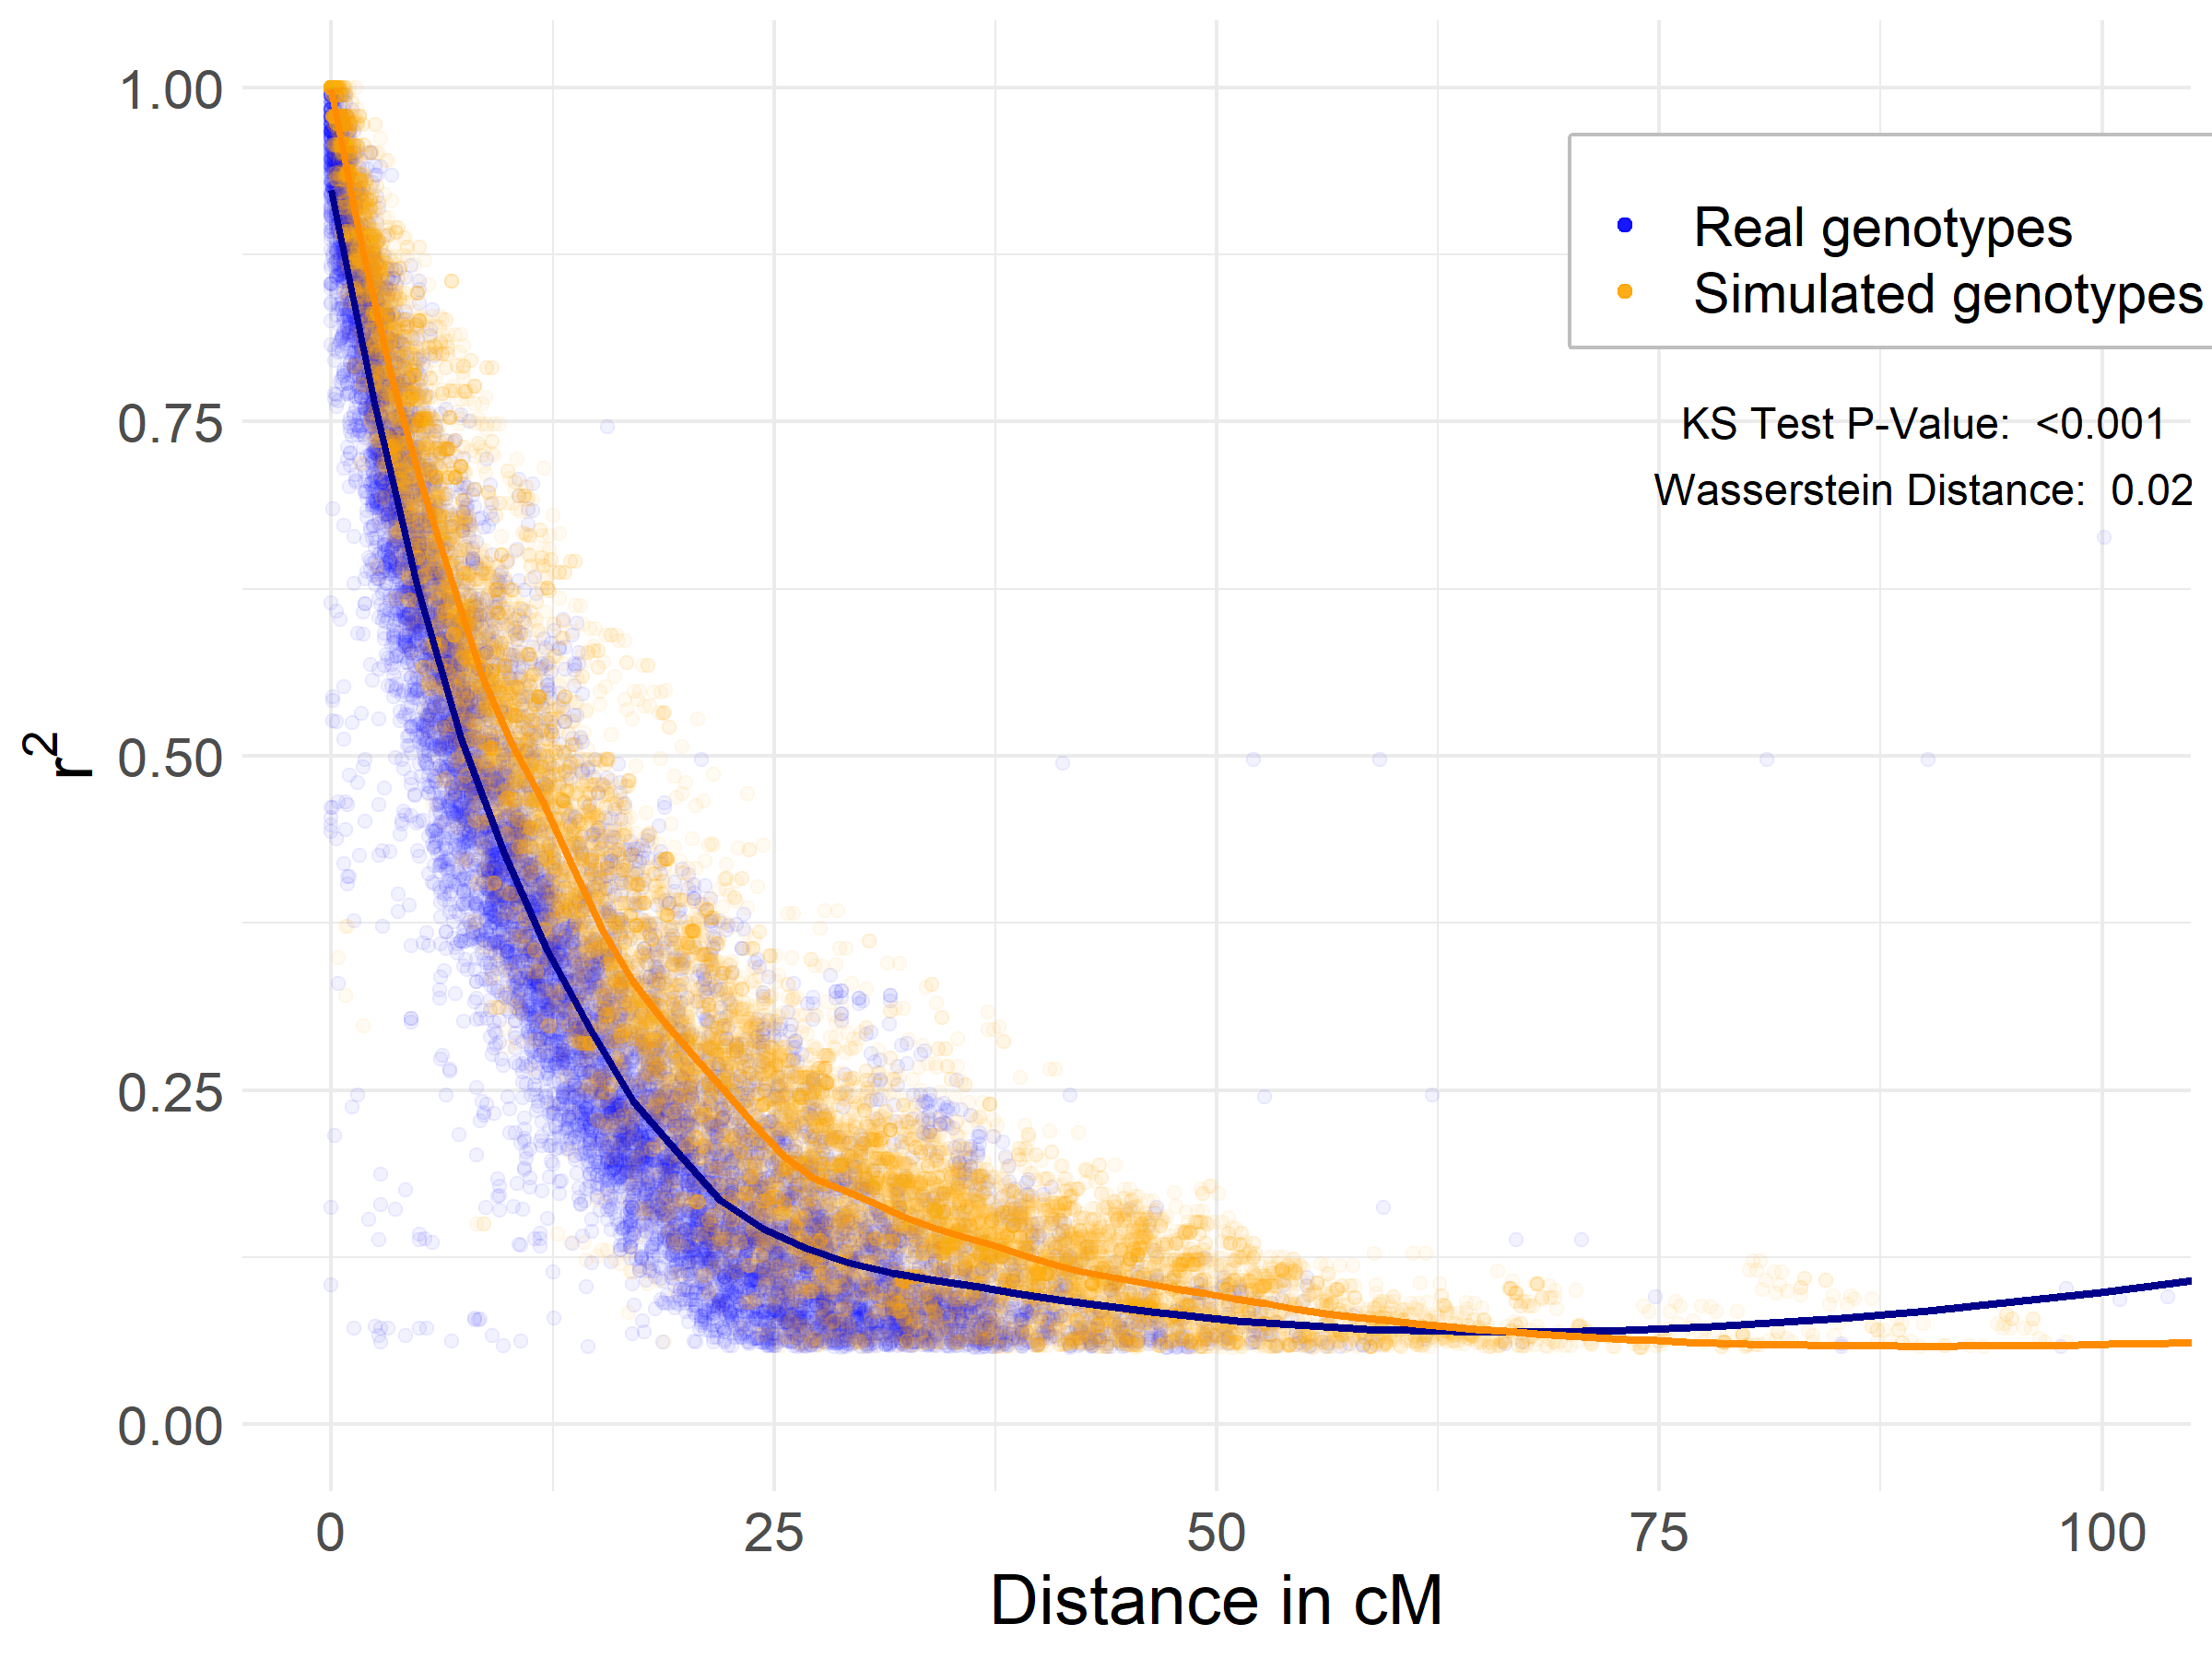 1.00
0.75
0.50
0.25
0.00
r²
Real genotypes
Simulated genotypes
KS Test P-Value: <0.001
Wasserstein Distance: 0.02
0 25 50 75 100
Distance in cM